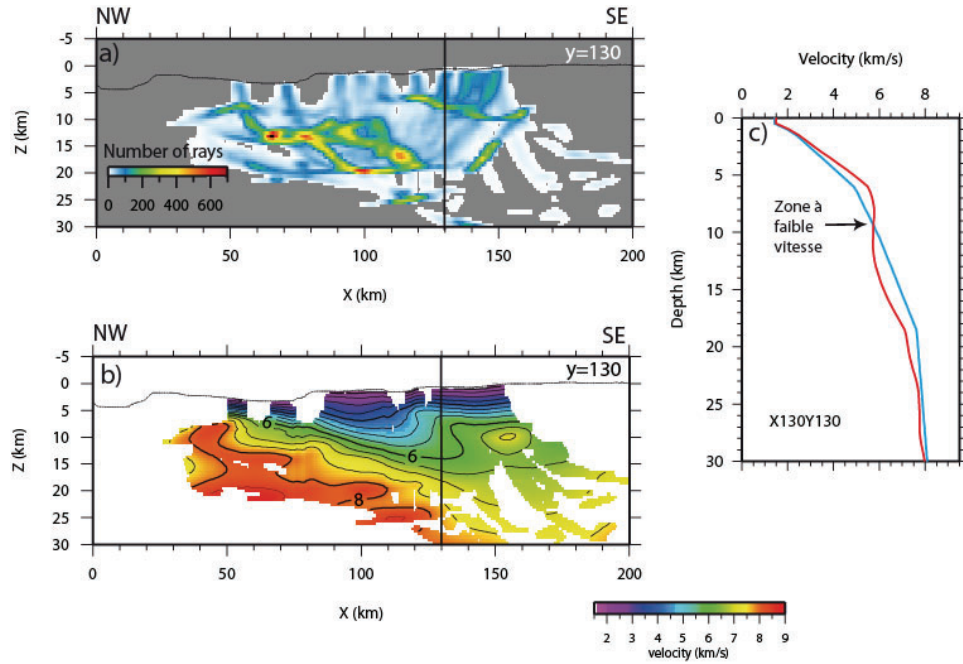 NW
SE
a)
y=130
-5
0
5
10
15
20
25
30
Z (km)
Number of rays
0 200 400 600
0 50 100 150 200
X (km)
Velocity (km/s)
0 2 4 6 8
c)
0
5
10
15
20
25
30
Depth (km)
Zone à
faible
vitesse
X130Y130
NW
SE
b)
y=130
-5
0
5
10
15
20
25
30
Z (km)
6
6
8
0 50 100 150 200
X (km)
2 3 4 5 6 7 8 9
velocity (km/s)